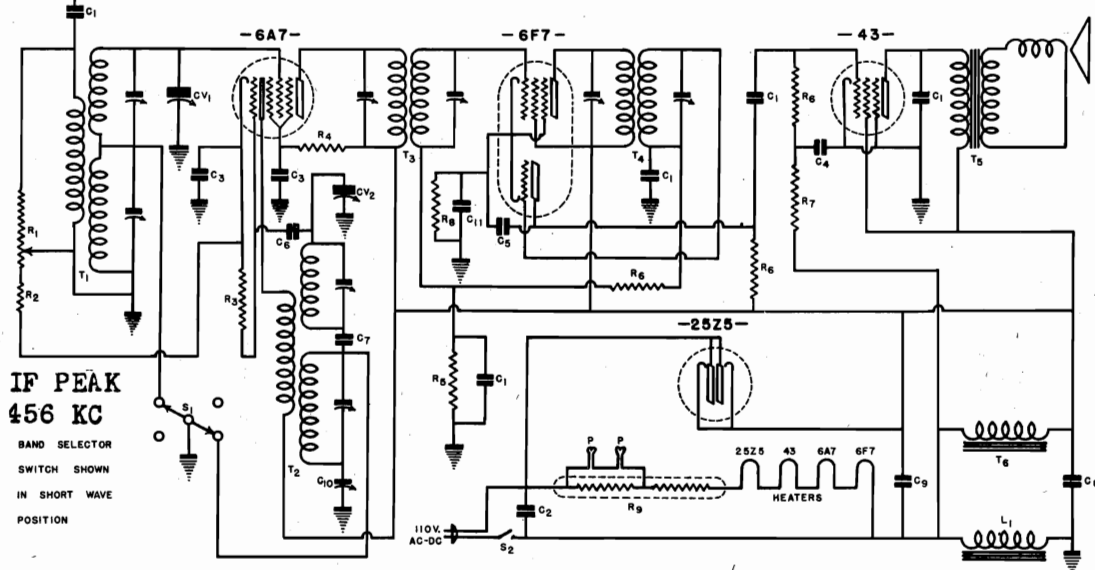 C1
-6A7-
-6F7-
-43-
CV1
C1
R6
C1
R4
T3
T4
T5
C3
C3
CV2
C1
C4
R8
C11
R7
R1
C6
C5
T1
R6
R2
R3
R6
-25Z5-
C7
R5
C1
IF PEAK
456 KC
S1
BAND SELECTOR
SWITCH SHOWN
IN SHORT WAVE
POSITION
T2
C10
P P
25Z5 43 6A7 6F7
HEATERS
T6
R9
C2
C9
110V.
AC-DC
S2
L1